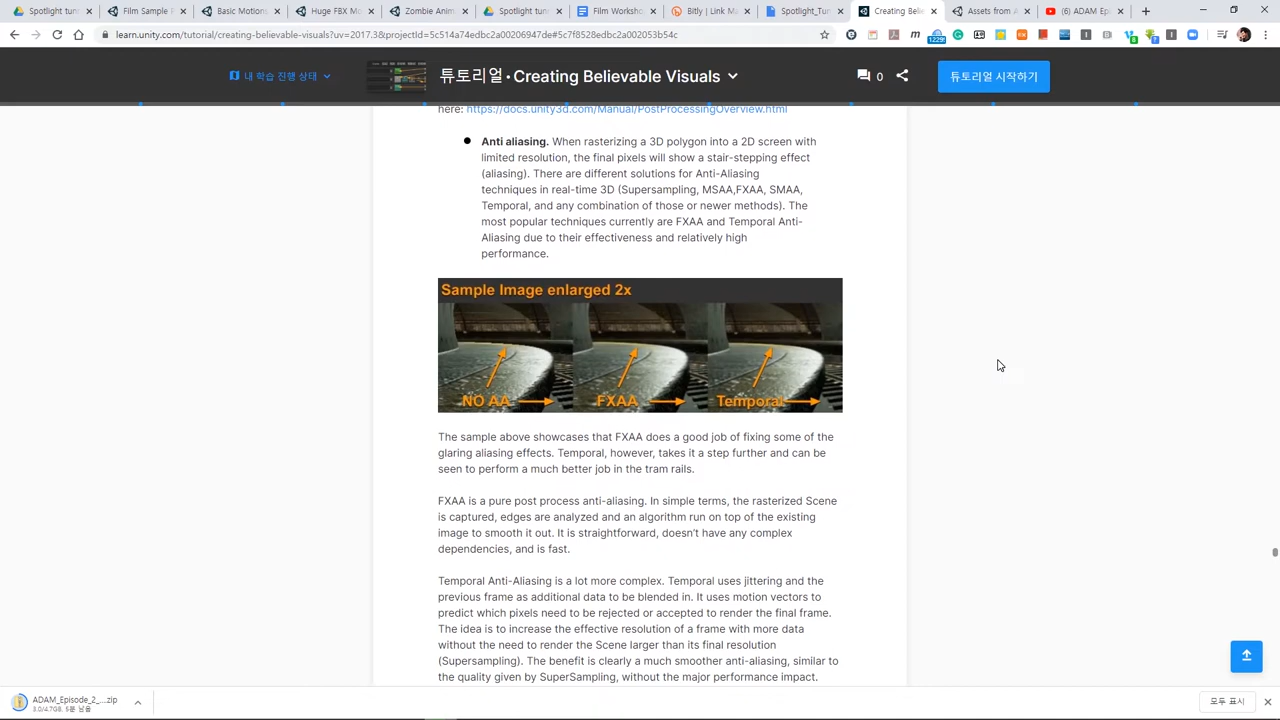 Spotlight tunn
Film Sample P
Basic Motions
Huge FBX Mo
Zombie Anim
Spotlight tunn
Film Worksho
Bitly | Link M
Spotlight_Tun
Creating Belie
Assets from A
(6) ADAM Epi
learn.unity.com/tutorial/creating-believable-visuals?uv=2017.3&projectId=5c514a74edbc2a00206947de#5c7f8528edbc2a002053b54c
내 학습 진행 상태
튜토리얼·Creating Believable Visuals
0
튜토리얼 시작하기
here: https://docs.unity3d.com/Manual/PostProcessingOverview.html
Anti aliasing. When rasterizing a 3D polygon into a 2D screen with
limited resolution, the final pixels will show a stair-stepping effect
(aliasing). There are different solutions for Anti-Aliasing
techniques in real-time 3D (Supersampling, MSAA,FXAA, SMAA,
Temporal, and any combination of those or newer methods). The
most popular techniques currently are FXAA and Temporal Anti-
Aliasing due to their effectiveness and relatively high
performance.
Sample Image enlarged 2x
NO AA
FXAA
Temporal
The sample above showcases that FXAA does a good job of fixing some of the
glaring aliasing effects. Temporal, however, takes it a step further and can be
seen to perform a much better job in the tram rails.
FXAA is a pure post process anti-aliasing. In simple terms, the rasterized Scene
is captured, edges are analyzed and an algorithm run on top of the existing
image to smooth it out. It is straightforward, doesn't have any complex
dependencies, and is fast.
Temporal Anti-Aliasing is a lot more complex. Temporal uses jittering and the
previous frame as additional data to be blended in. It uses motion vectors to
predict which pixels need to be rejected or accepted to render the final frame.
The idea is to increase the effective resolution of a frame with more data
without the need to render the Scene larger than its final resolution
(Supersampling). The benefit is clearly a much smoother anti-aliasing, similar to
the quality given by SuperSampling, without the major performance impact.
ADAM_Episode_2_...zip
3.0/4.7GB, 5분 남음
모두 표시